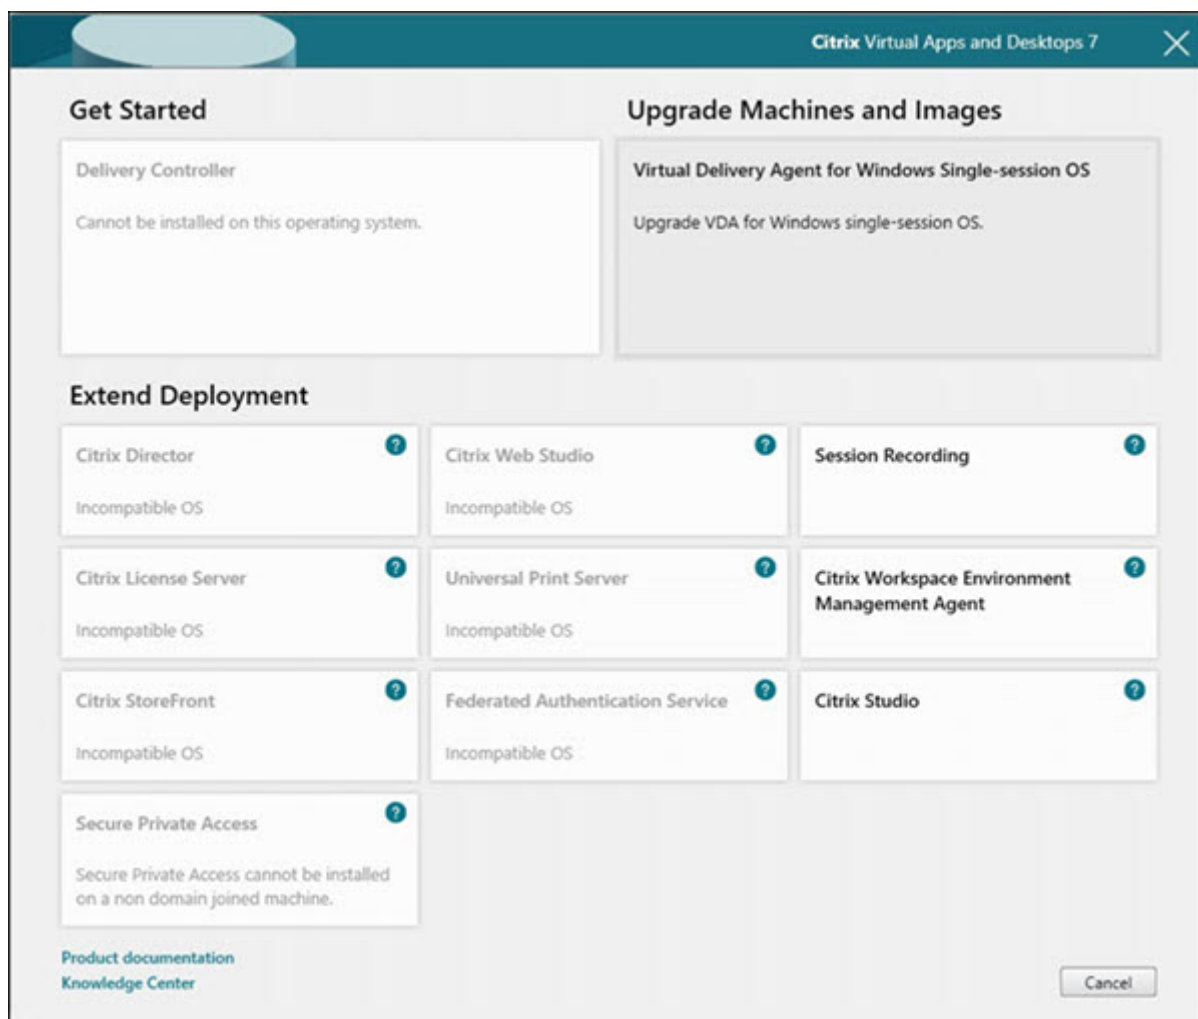 Citrix Virtual Apps and Desktops 7
Get Started
Upgrade Machines and Images
Delivery Controller
Cannot be installed on this operating system.
Virtual Delivery Agent for Windows Single-session OS
Upgrade VDA for Windows single-session OS.
Extend Deployment
Citrix Director
?
Incompatible OS
Citrix Web Studio
?
Incompatible OS
Session Recording
?
Citrix License Server
?
Incompatible OS
Universal Print Server
?
Incompatible OS
Citrix Workspace Environment
Management Agent
?
Citrix StoreFront
?
Incompatible OS
Federated Authentication Service
?
Incompatible OS
Citrix Studio
?
Secure Private Access
?
Secure Private Access cannot be installed
on a non domain joined machine.
Product documentation
Knowledge Center
Cancel